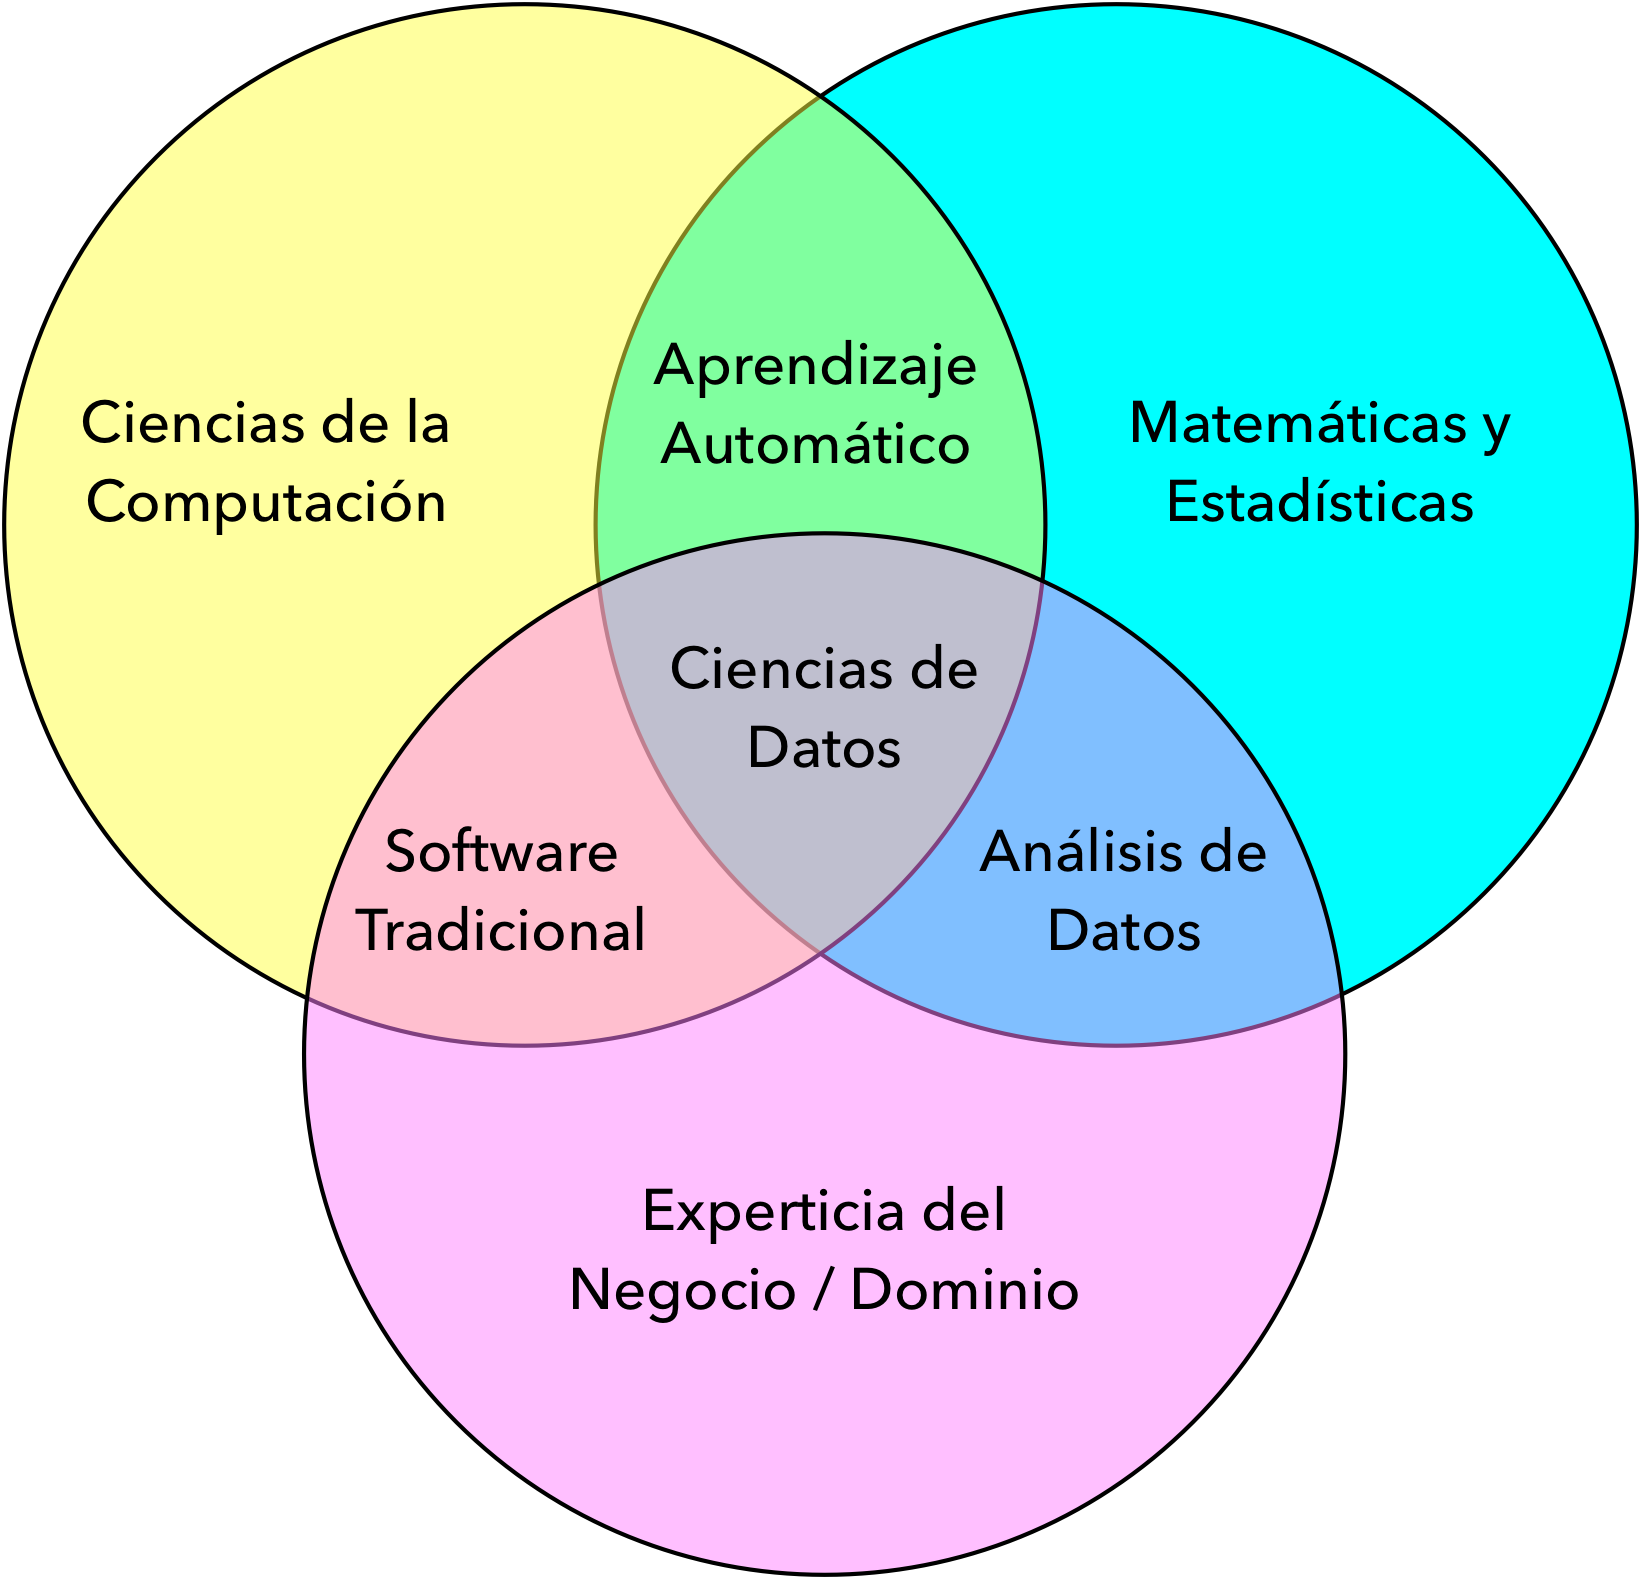 Aprendizaje
Automático
Ciencias de la
Computación
Matemáticas y
Estadísticas
Ciencias de
Datos
Software
Tradicional
Análisis de
Datos
Experticia del
Negocio / Dominio